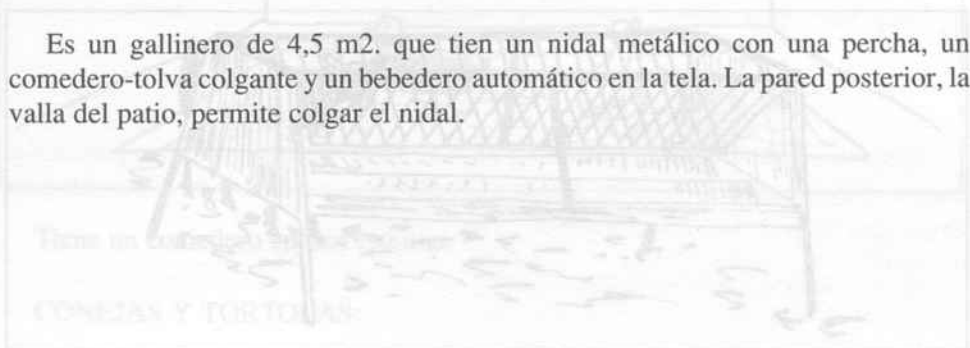 Es un gallinero de 4,5 m2. que tien un nidal metálico con una percha, un
comedero-tolva colgante y un bebedero automático en la tela. La pared posterior, la
valla del patio, permite colgar el nidal.
Tiene un comedero
CONEJAS Y TORTOLAS: